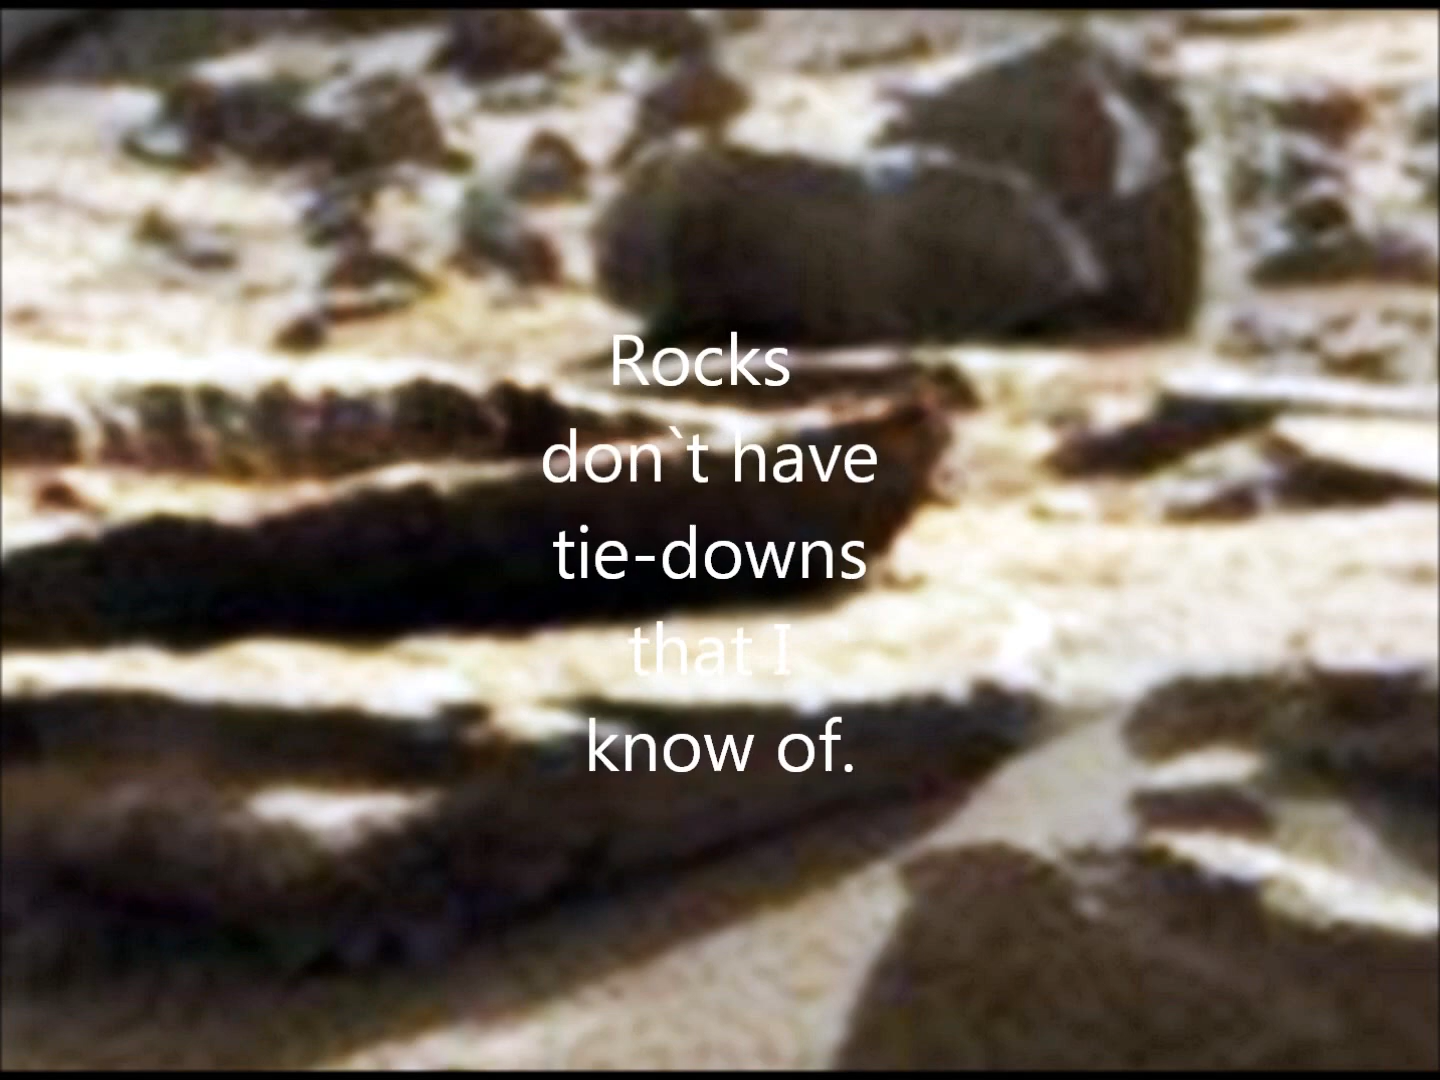 Rocks
don`t have
tie-downs
that I
know of.